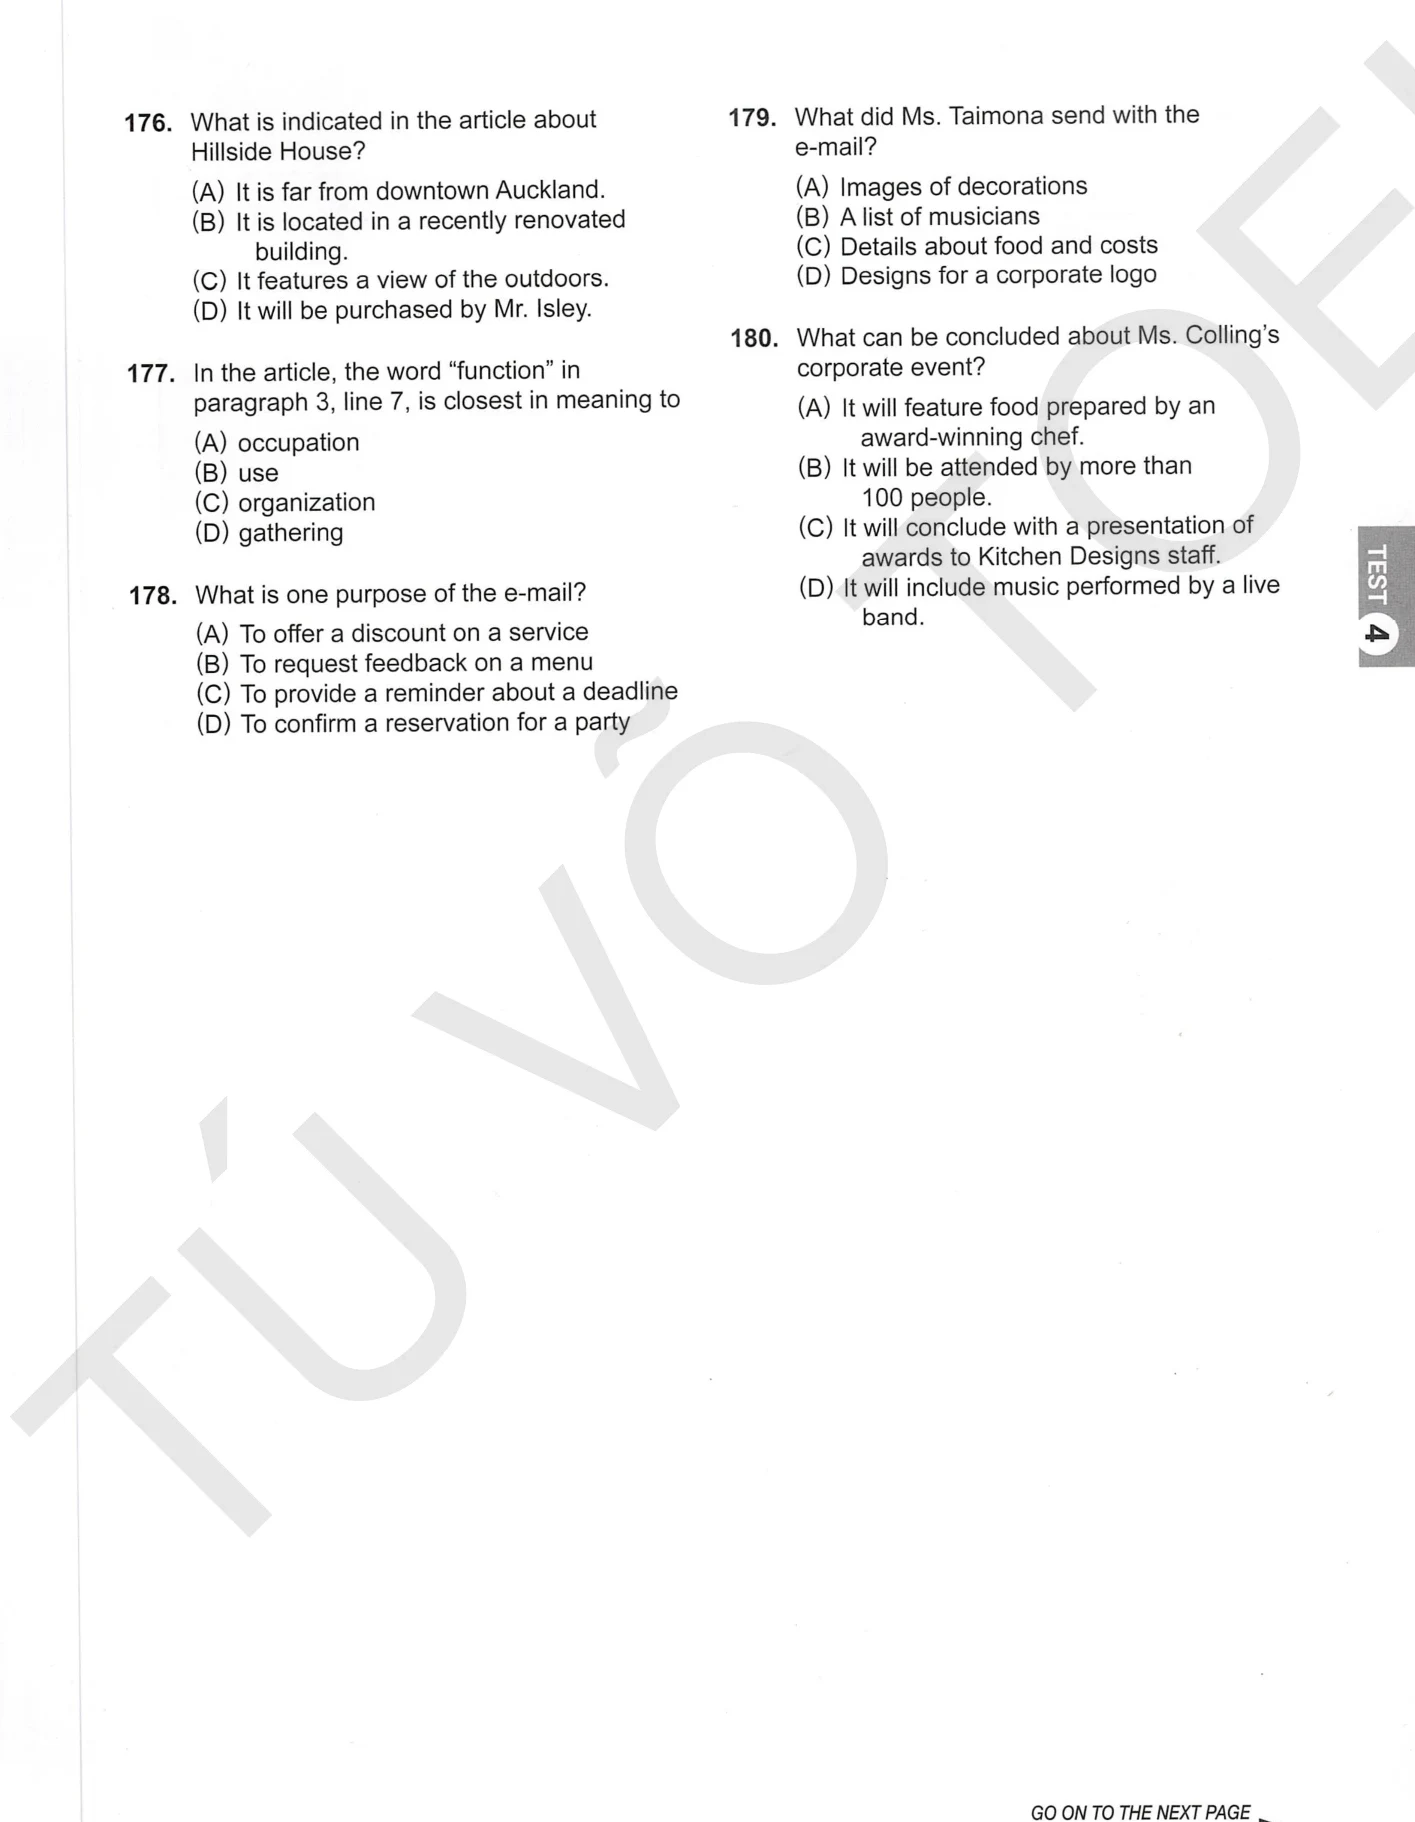 176. What is indicated in the article about
Hillside House?
(A) It is far from downtown Auckland.
(B) It is located in a recently renovated
building.
(C) It features a view of the outdoors.
(D) It will be purchased by Mr. Isley.
177. In the article, the word “function” in
paragraph 3, line 7, is closest in meaning to
(A) occupation
(B) use
(C) organization
(D) gathering
178. What is one purpose of the e-mail?
(A) To offer a discount on a service
(B) To request feedback on a menu
(C) To provide a reminder about a deadline
(D) To confirm a reservation for a party
179. What did Ms. Taimona send with the
e-mail?
(A) Images of decorations
(B) A list of musicians
(C) Details about food and costs
(D) Designs for a corporate logo
180. What can be concluded about Ms. Colling’s
corporate event?
(A) It will feature food prepared by an
award-winning chef.
(B) It will be attended by more than
100 people.
(C) It will conclude with a presentation of
awards to Kitchen Designs staff.
(D) It will include music performed by a live
band.
TEST 4
TÚ VÕ TOE
GO ON TO THE NEXT PAGE